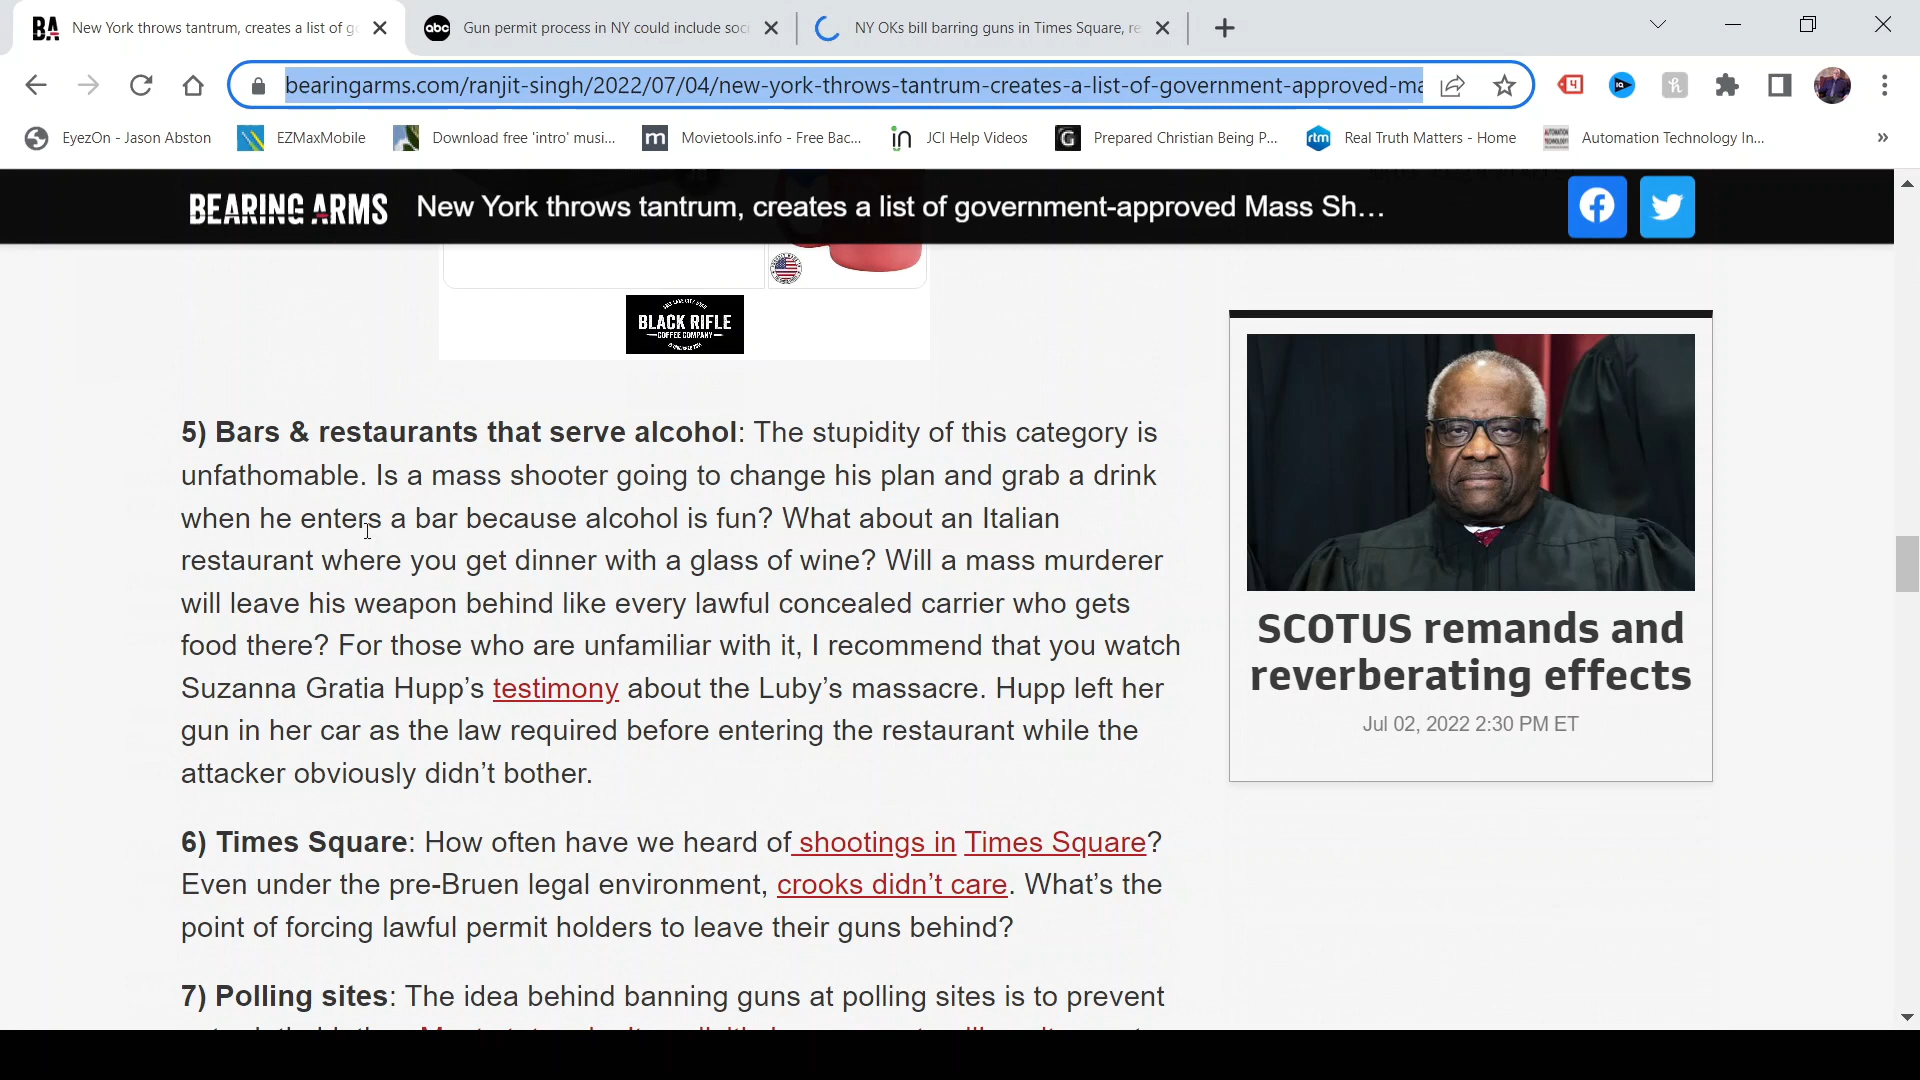 New York throws tantrum, creates a list of g
Gun permit process in NY could include soc
NY OKs bill barring guns in Times Square, re
bearingarms.com/ranjit-singh/2022/07/04/new-york-throws-tantrum-creates-a-list-of-government-approved-ma
EyezOn - Jason Abston
EZMaxMobile
Download free 'intro' musi...
Movietools.info - Free Bac...
JCI Help Videos
Prepared Christian Being P...
Real Truth Matters - Home
Automation Technology In...
BEARING ARMS
New York throws tantrum, creates a list of government-approved Mass Sh...
BLACK RIFLE
COFFEE COMPANY
5) Bars & restaurants that serve alcohol: The stupidity of this category is
unfathomable. Is a mass shooter going to change his plan and grab a drink
when he enters a bar because alcohol is fun? What about an Italian
restaurant where you get dinner with a glass of wine? Will a mass murderer
will leave his weapon behind like every lawful concealed carrier who gets
food there? For those who are unfamiliar with it, I recommend that you watch
Suzanna Gratia Hupp's testimony about the Luby's massacre. Hupp left her
gun in her car as the law required before entering the restaurant while the
attacker obviously didn't bother.
6) Times Square: How often have we heard of shootings in Times Square?
Even under the pre-Bruen legal environment, crooks didn't care. What's the
point of forcing lawful permit holders to leave their guns behind?
7) Polling sites: The idea behind banning guns at polling sites is to prevent
SCOTUS remands and
reverberating effects
Jul 02, 2022 2:30 PM ET